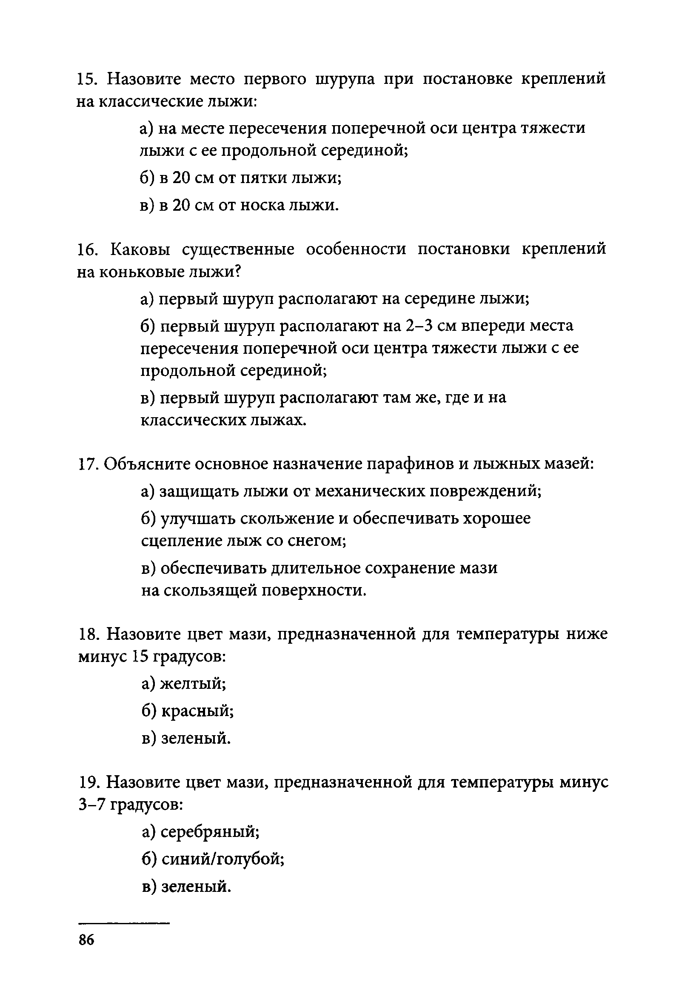 15. Назовите место первого шурупа при постановке креплений
на классические лыжи:
а) на месте пересечения поперечной оси центра тяжести
лыжи с ее продольной серединой;
б) в 20 см от пятки лыжи;
в) в 20 см от носка лыжи.
16. Каковы существенные особенности постановки креплений
на коньковые лыжи?
а) первый шуруп располагают на середине лыжи;
б) первый шуруп располагают на 2–3 см впереди места
пересечения поперечной оси центра тяжести лыжи с ее
продольной серединой;
в) первый шуруп располагают там же, где и на
классических лыжах.
17. Объясните основное назначение парафинов и лыжных мазей:
а) защищать лыжи от механических повреждений;
б) улучшать скольжение и обеспечивать хорошее
сцепление лыж со снегом;
в) обеспечивать длительное сохранение мази
на скользящей поверхности.
18. Назовите цвет мази, предназначенной для температуры ниже
минус 15 градусов:
а) желтый;
б) красный;
в) зеленый.
19. Назовите цвет мази, предназначенной для температуры минус
3–7 градусов:
а) серебряный;
б) синий/голубой;
в) зеленый.
86